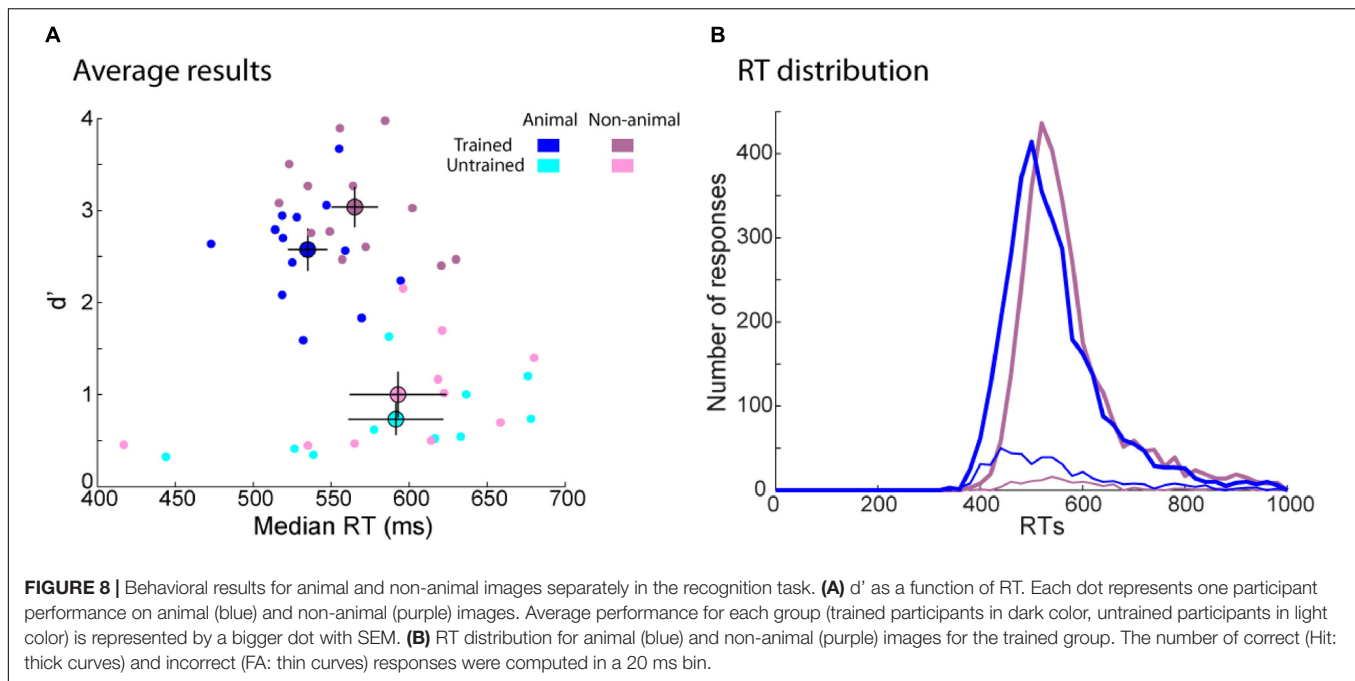 A
Average results
Animal Non-animal
Trained
Untrained
4
3
2
1
0
d'
400 450 500 550 600 650 700
Median RT (ms)
B
RT distribution
400
300
200
100
0
Number of responses
0 200 400 600 800 1000
RTs
FIGURE 8 | Behavioral results for animal and non-animal images separately in the recognition task. (A) d' as a function of RT. Each dot represents one participant
performance on animal (blue) and non-animal (purple) images. Average performance for each group (trained participants in dark color, untrained participants in light
color) is represented by a bigger dot with SEM. (B) RT distribution for animal (blue) and non-animal (purple) images for the trained group. The number of correct (Hit:
thick curves) and incorrect (FA: thin curves) responses were computed in a 20 ms bin.